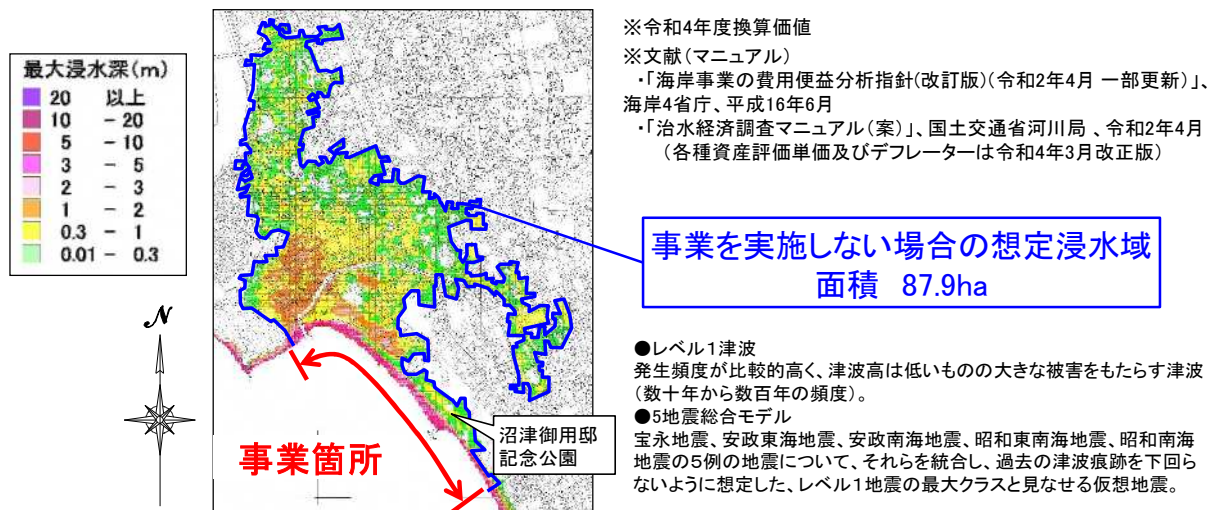 最大浸水深(m)
20 以上
10 -20
5 -10
3 - 5
2 - 3
1 - 2
0.3 - 1
0.01 - 0.3
N
事業箇所
沼津御用邸
記念公園
※令和4年度換算価値
※文献(マニュアル)
・「海岸事業の費用便益分析指針(改訂版)(令和2年4月 一部更新)」、
海岸4省庁、平成16年6月
・「治水経済調査マニュアル(案)」、国土交通省河川局 、令和2年4月
(各種資産評価単価及びデフレーターは令和4年3月改正版)
事業を実施しない場合の想定浸水域
面積 87.9ha
●レベル1津波
発生頻度が比較的高く、津波高は低いものの大きな被害をもたらす津波
(数十年から数百年の頻度)。
●5地震総合モデル
宝永地震、安政東海地震、安政南海地震、昭和東南海地震、昭和南海
地震の5例の地震について、それらを統合し、過去の津波痕跡を下回ら
ないように想定した、レベル1地震の最大クラスと見なせる仮想地震。